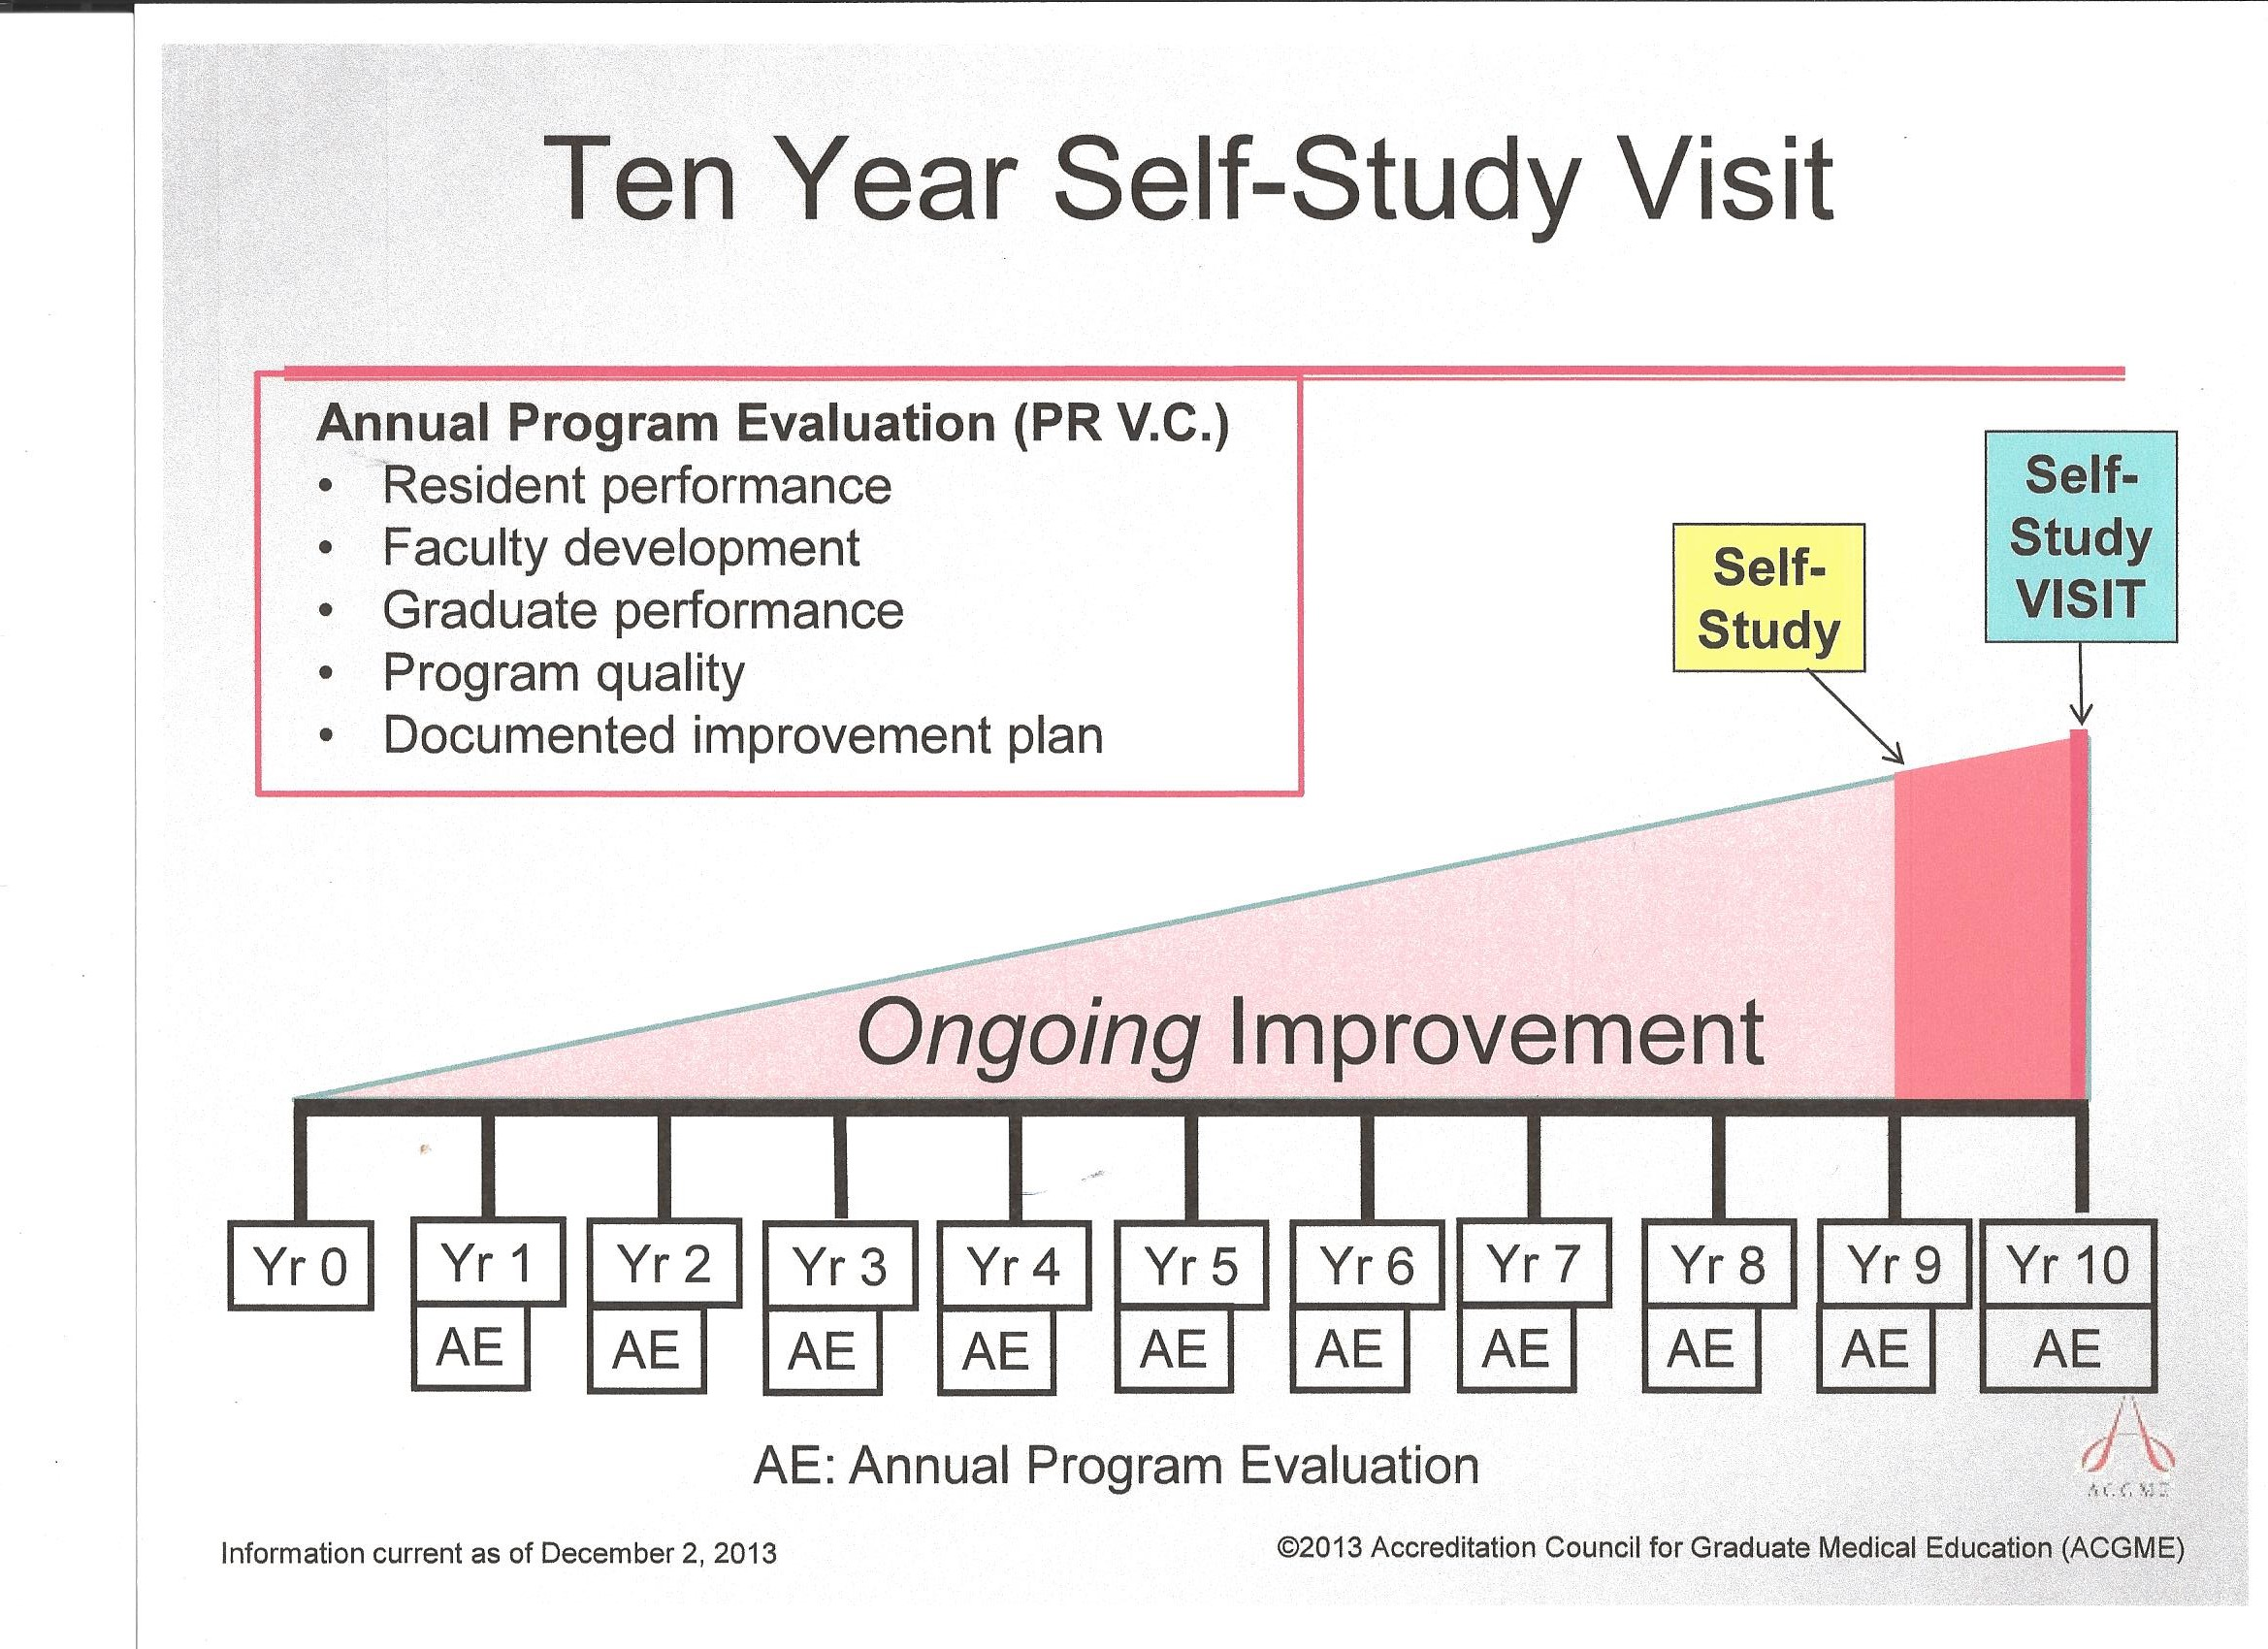 Ten Year Self-Study Visit
Annual Program Evaluation (PR V.C.)
• Resident performance
• Faculty development
• Graduate performance
• Program quality
• Documented improvement plan
Self-
Study
Self-
Study
VISIT
Ongoing Improvement
Yr 0
Yr 1
Yr 2
Yr 3
Yr 4
Yr 5
Yr 6
Yr 7
Yr 8
Yr 9
Yr 10
AE
AE
AE
AE
AE
AE
AE
AE
AE
AE
AE: Annual Program Evaluation
ACGME
Information current as of December 2, 2013
©2013 Accreditation Council for Graduate Medical Education (ACGME)